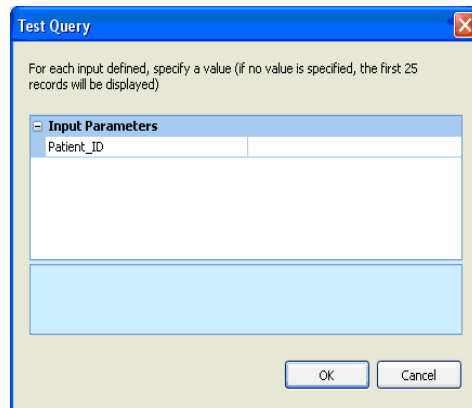 Test Query
For each input defined, specify a value (if no value is specified, the first 25
records will be displayed)
Input Parameters
Patient_ID
OK Cancel